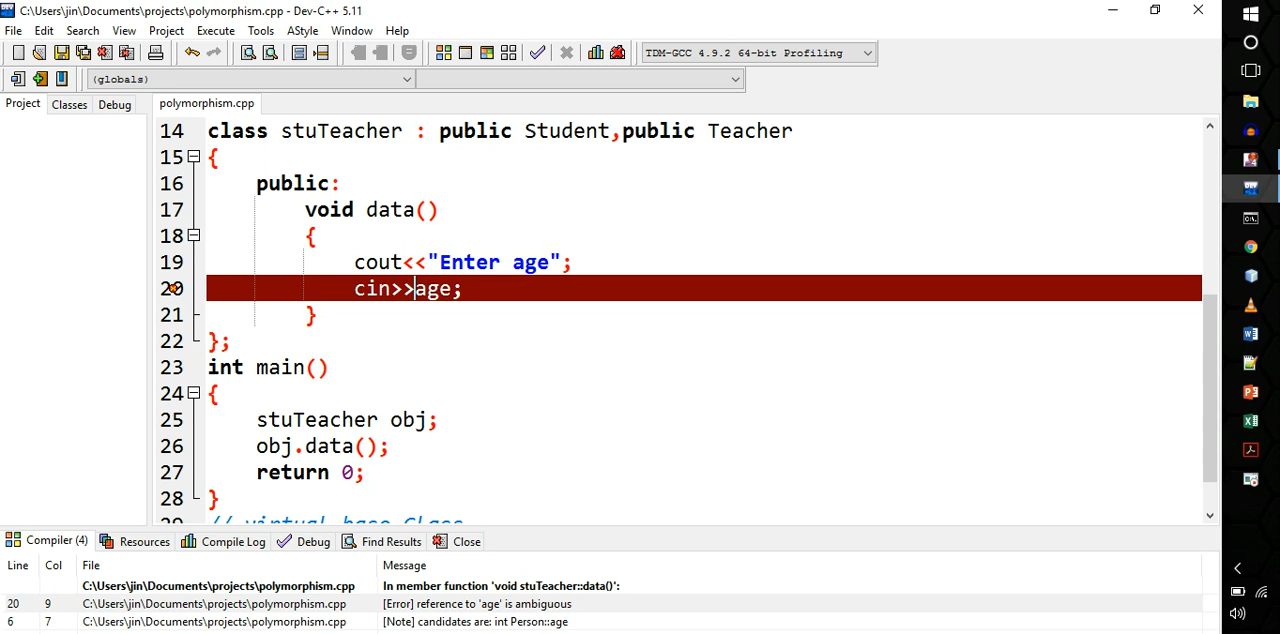 C:\Users\jin\Documents\projects\polymorphism.cpp - Dev-C++ 5.11
File Edit Search View Project Execute Tools AStyle Window Help
TDM-GCC 4.9.2 64-bit Profiling
(globals)
Project Classes Debug polymorphism.cpp
14 class stuTeacher : public Student,public Teacher
15 {
16 public:
17 void data()
18 {
19 cout<<"Enter age";
20 cin>>age;
21 }
22 };
23 int main()
24 {
25 stuTeacher obj;
26 obj.data();
27 return 0;
28 }
29 // virtual base Class
Compiler (4) Resources Compile Log Debug Find Results Close
Line Col File Message
C:\Users\jin\Documents\projects\polymorphism.cpp In member function 'void stuTeacher::data()':
20 9 C:\Users\jin\Documents\projects\polymorphism.cpp [Error] reference to 'age' is ambiguous
6 7 C:\Users\jin\Documents\projects\polymorphism.cpp [Note] candidates are: int Person::age